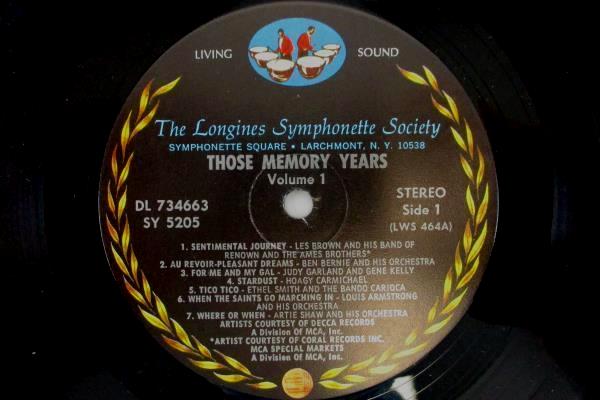 LIVING SOUND
The Longines Symphonette Society
SYMPHONETTE SQUARE • LARCHMONT, N. Y. 10538
THOSE MEMORY YEARS
Volume 1
DL 734663
SY 5205
STEREO
Side 1
(LWS 464A)
1. SENTIMENTAL JOURNEY - LES BROWN AND HIS BAND OF
RENOWN AND THE AMES BROTHERS*
2. AU REVOIR-PLEASANT DREAMS - BEN BERNIE AND HIS ORCHESTRA
3. FOR ME AND MY GAL - JUDY GARLAND AND GENE KELLY
4. STARDUST - HOAGY CARMICHAEL
5. TICO TICO - ETHEL SMITH AND THE BANDO CARIOCA
6. WHEN THE SAINTS GO MARCHING IN - LOUIS ARMSTRONG
AND HIS ORCHESTRA
7. WHERE OR WHEN - ARTIE SHAW AND HIS ORCHESTRA
ARTISTS COURTESY OF DECCA RECORDS
A Division Of MCA, Inc.
*ARTIST COURTESY OF CORAL RECORDS INC.
MCA SPECIAL MARKETS
A Division Of MCA, Inc.